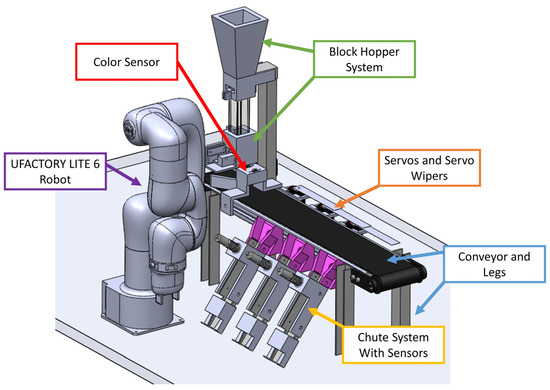 Block Hopper
System
Color Sensor
UFACTORY LITE 6
Robot
Servos and Servo
Wipers
Conveyor and
Legs
Chute System
With Sensors